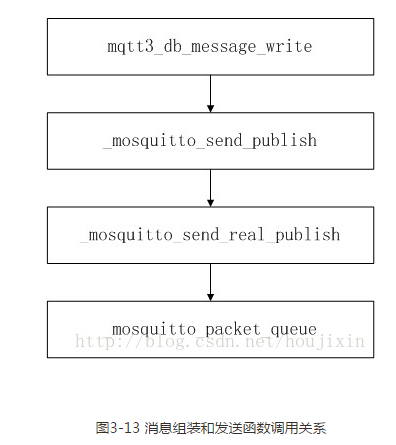 mqtt3_db_message_write
_mosquitto_send_publish
_mosquitto_send_real_publish
mosquitto_packet_queue
http://blog.csdn.net/houjixin
图3-13 消息组装和发送函数调用关系